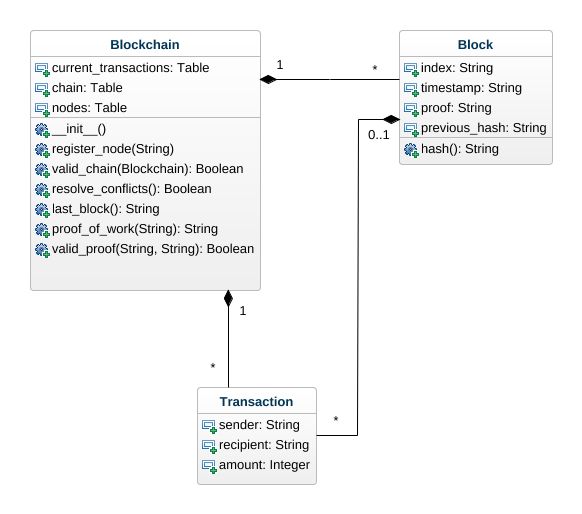 Blockchain
current_transactions: Table
chain: Table
nodes: Table
__init__()
register_node(String)
valid_chain(Blockchain): Boolean
resolve_conflicts(): Boolean
last_block(): String
proof_of_work(String): String
valid_proof(String, String): Boolean
1
*
Block
index: String
timestamp: String
proof: String
previous_hash: String
hash(): String
0..1
1
*
*
Transaction
sender: String
recipient: String
amount: Integer